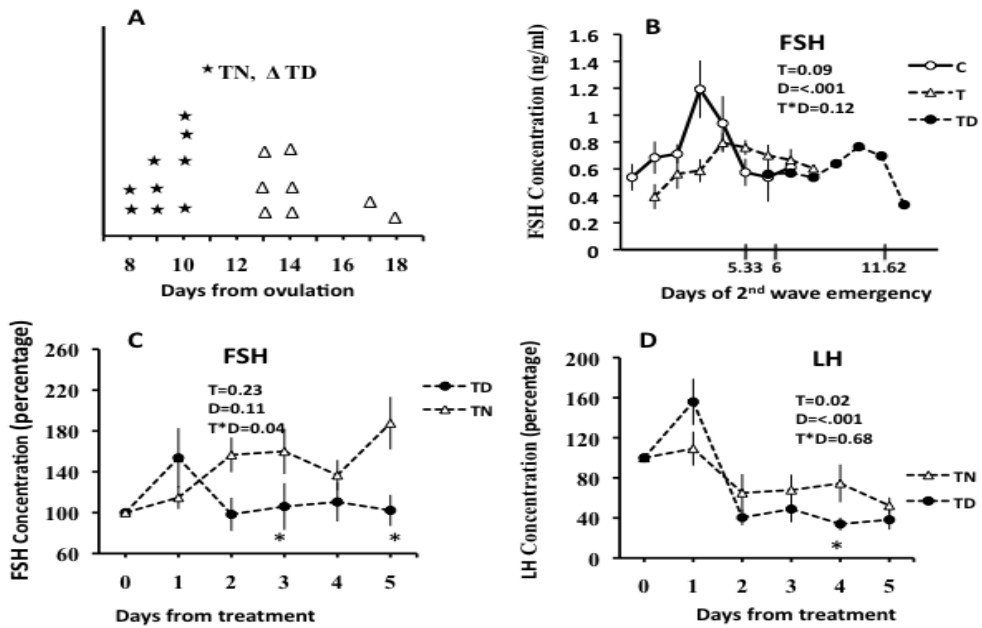 A
★ TN, Δ TD
8 10 12 14 16 18
Days from ovulation
B
FSH
T=0.09
D=<.001
T*D=0.12
C
T
TD
FSH Concentration (ng/ml)
1.6
1.4
1.2
1
0.8
0.6
0.4
0.2
0
5.33 6 11.62
Days of 2nd wave emergency
C
FSH
T=0.23
D=0.11
T*D=0.04
TD
TN
FSH Concentration (percentage)
260
220
180
140
100
60
* *
0 1 2 3 4 5
Days from treatment
D
LH
T=0.02
D=<.001
T*D=0.68
TN
TD
LH Concentration (percentage)
200
160
120
80
40
0
*
0 1 2 3 4 5
Days from treatment